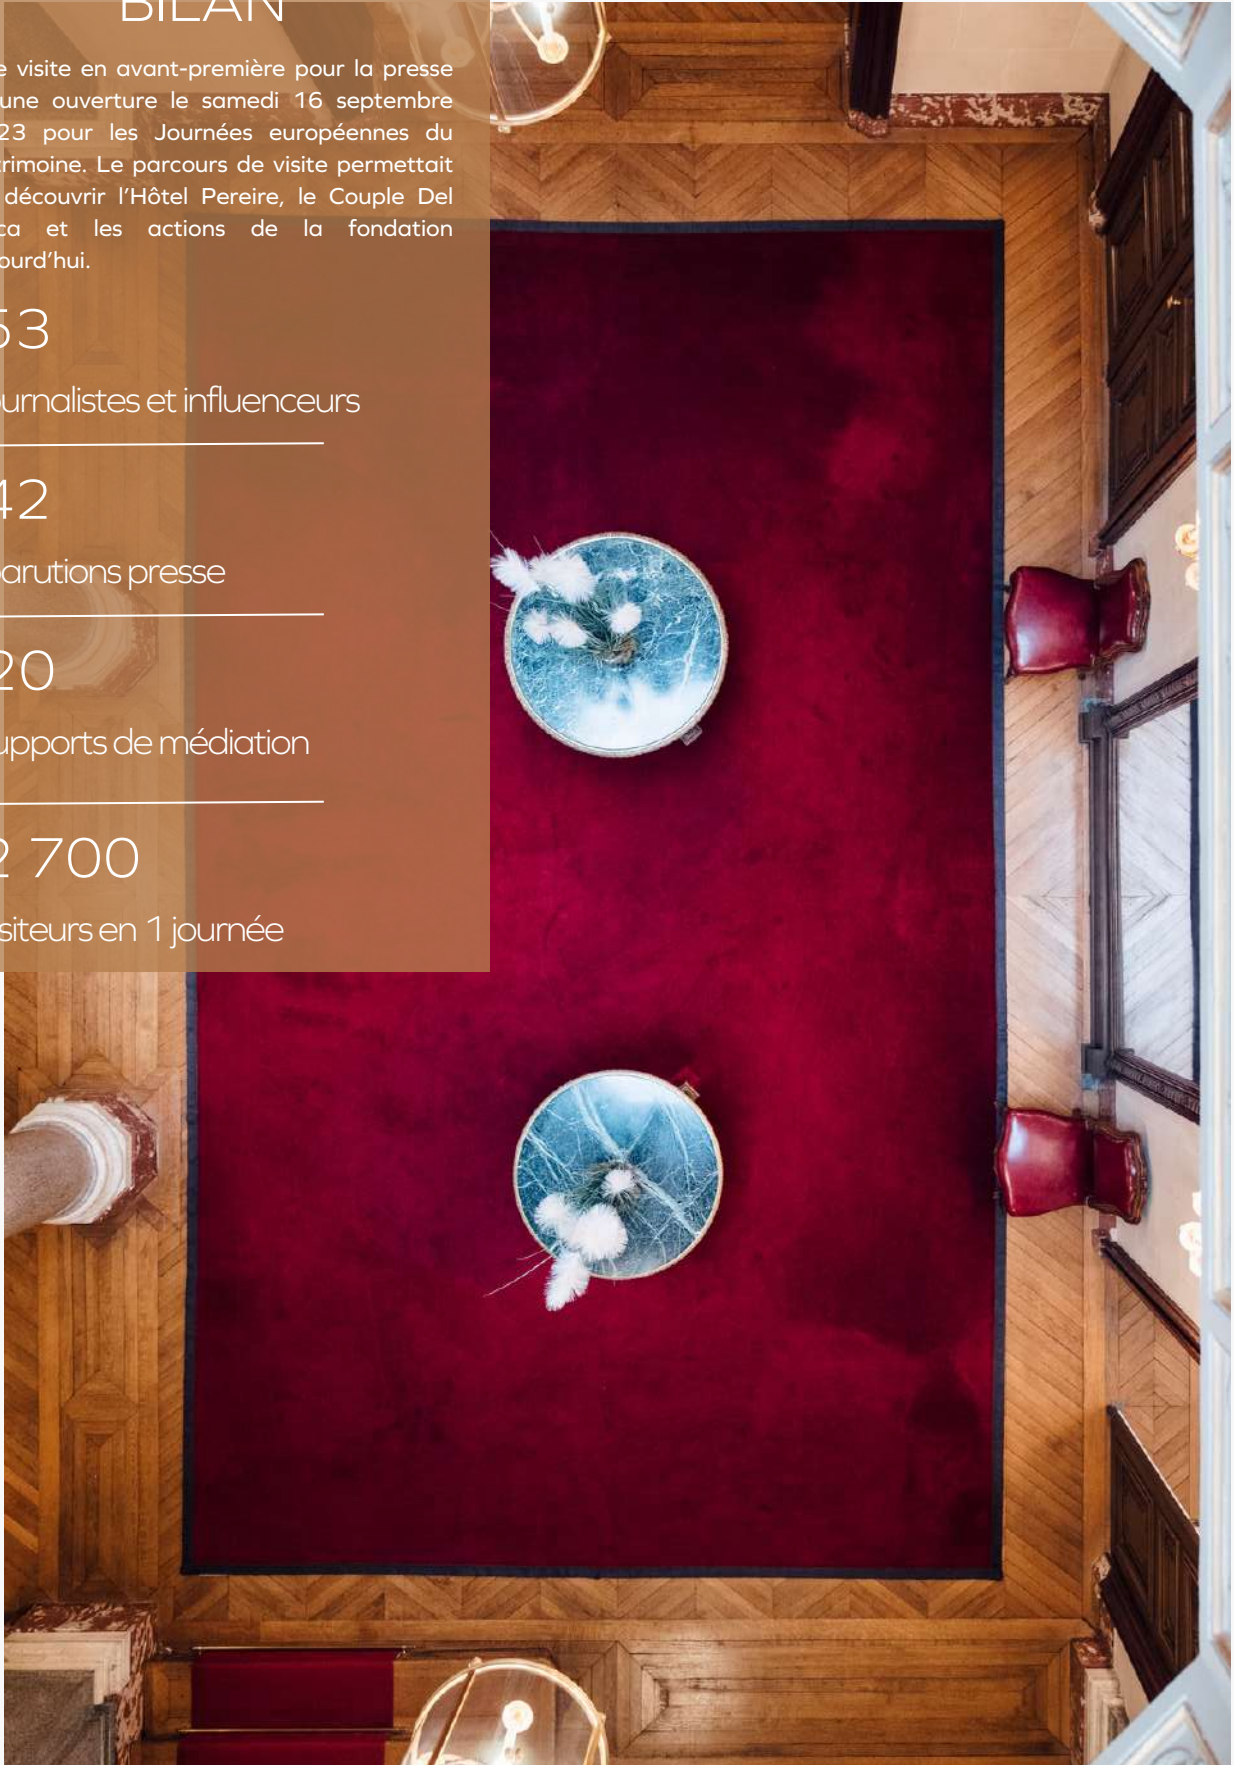 BILAN
e visite en avant-première pour la presse
une ouverture le samedi 16 septembre
23 pour les Journées européennes du
trimoine. Le parcours de visite permettait
découvrir l’Hôtel Pereire, le Couple Del
ca et les actions de la fondation
ourd’hui.
53
urnalistes et influenceurs
42
arutions presse
20
upports de médiation
2 700
siteurs en 1 journée